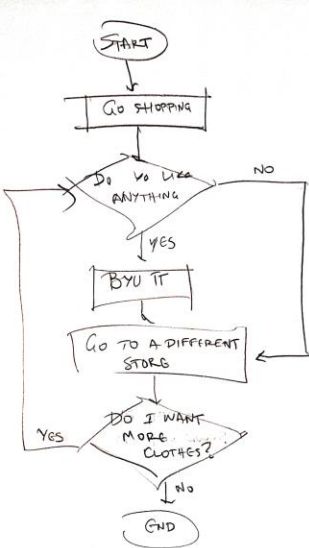 START
GO SHOPPING
DO YO LIKE
ANYTHING
NO
YES
BYU IT
GO TO A DIFFERENT
STORE
DO I WANT
MORE
CLOTHES?
YES
NO
END